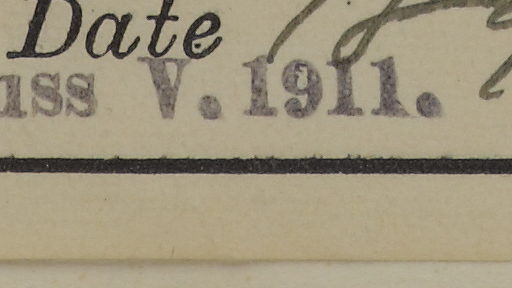 Date
iss V. 1911.